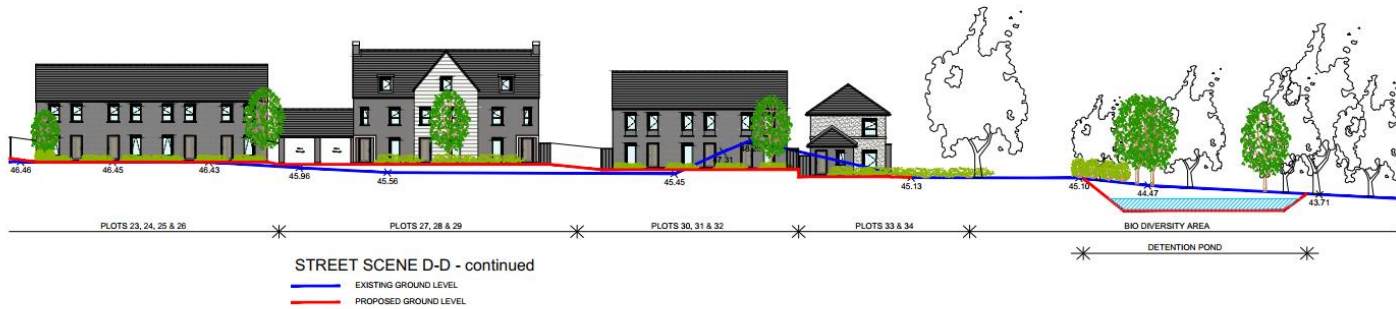 46.46
46.45
46.43
45.96
45.56
45.45
47.31
45.13
45.10
44.47
43.71
PLOTS 23, 24, 25 & 26
PLOTS 27, 28 & 29
PLOTS 30, 31 & 32
PLOTS 33 & 34
BIO DIVERSITY AREA
DETENTION POND
STREET SCENE D-D - continued
EXISTING GROUND LEVEL
PROPOSED GROUND LEVEL